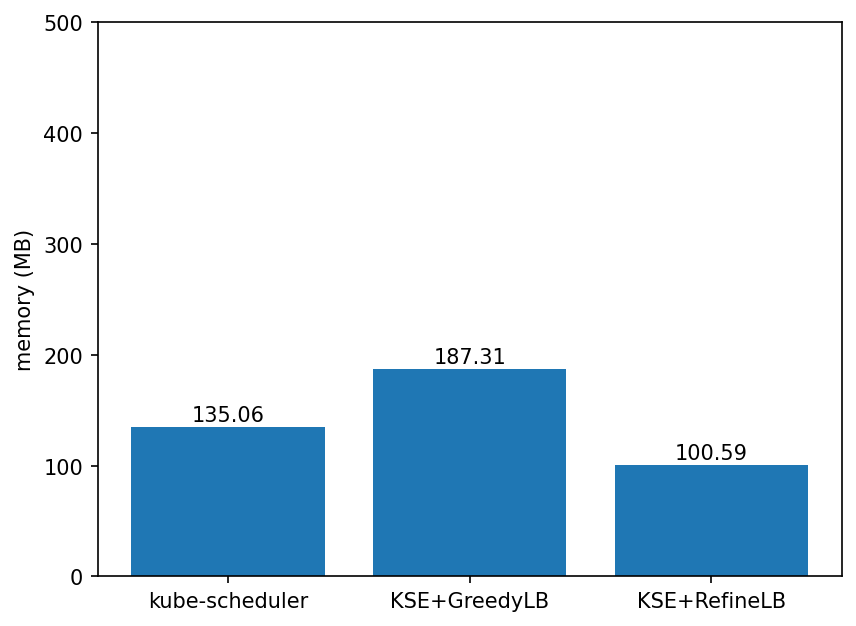 500
400
300
200
100
0
memory (MB)
135.06
187.31
100.59
kube-scheduler
KSE+GreedyLB
KSE+RefineLB